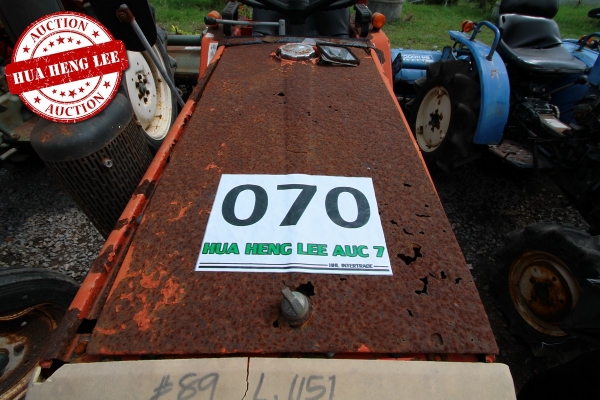 AUCTION
HUA HENG LEE
AUCTION
070
HUA HENG LEE AUC 7
HHL INTERTRADE
#89 L.1151